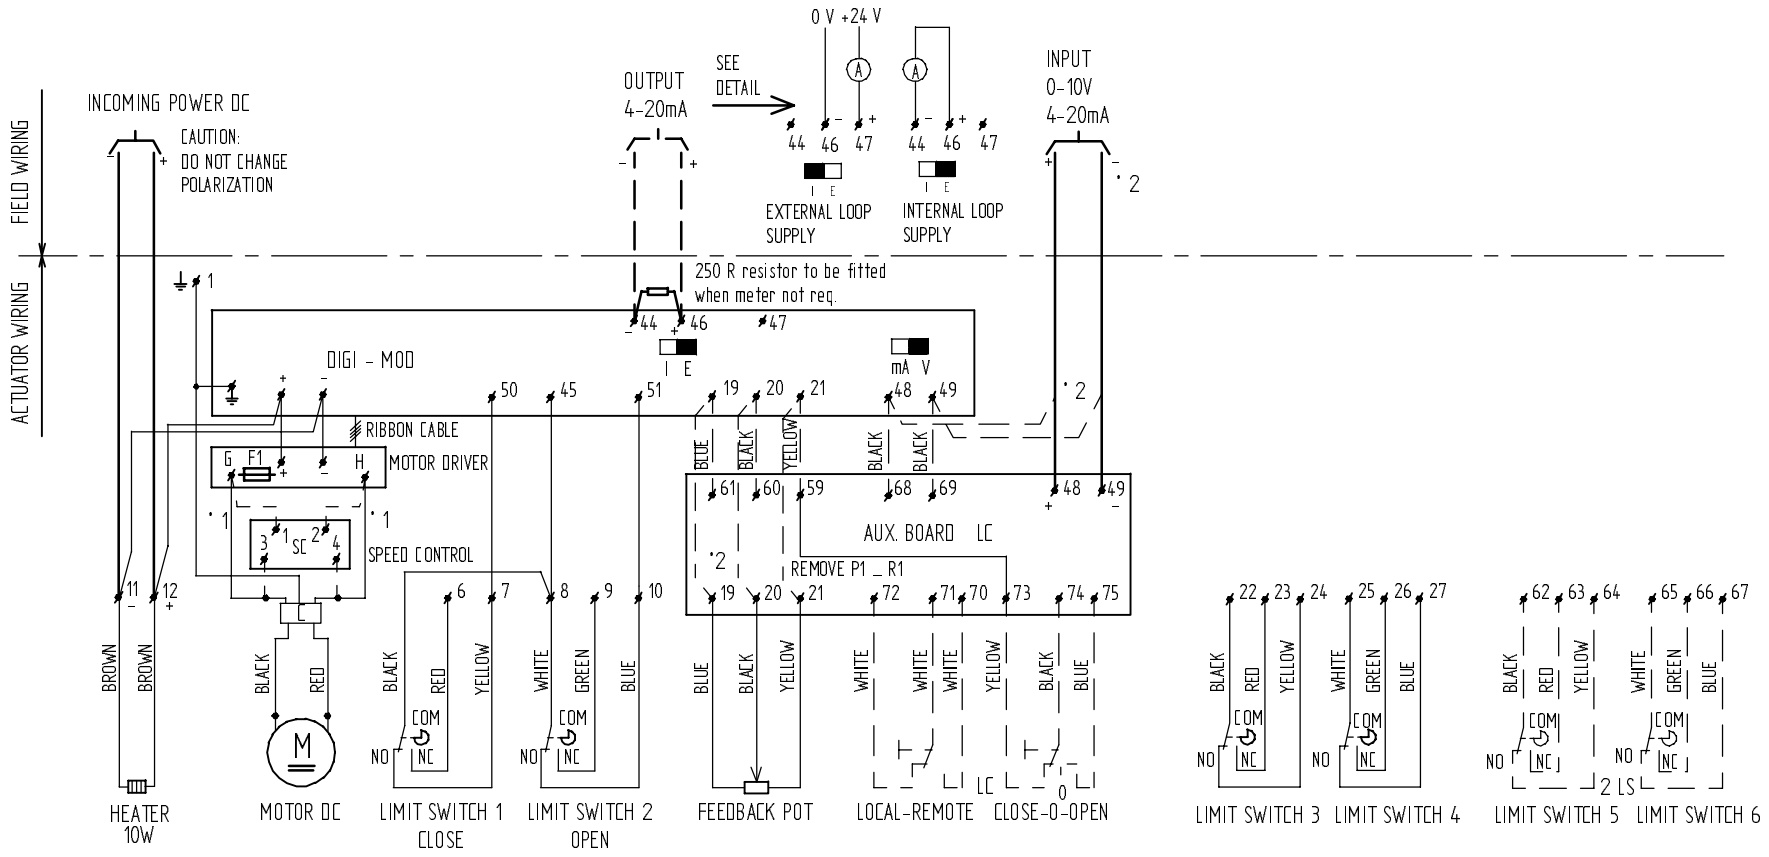 FIELD WIRING
ACTUATOR WIRING
INCOMING POWER DC
- +
CAUTION:
DO NOT CHANGE
POLARIZATION
OUTPUT
4-20mA
- +
SEE
DETAIL
0 V +24 V
A
- +
44 46 47
I E
EXTERNAL LOOP
SUPPLY
A
- +
44 46 47
I E
INTERNAL LOOP
SUPPLY
INPUT
0-10V
4-20mA
+ -
*2
250 R resistor to be fitted
when meter not req.
1
DIGI - MOD
44 46 47
- +
I E
mA V
+ -
50 45 51 19 20 21 48 49
*2
RIBBON CABLE
G F1 + - H
MOTOR DRIVER
*1 *1
1 2
3 SC 4
SPEED CONTROL
BLUE BLACK YELLOW BLACK BLACK
61 60 59 68 69 48 49
+ -
AUX. BOARD LC
*2
REMOVE P1 _ R1
19 20 21 72 71 70 73 74 75
11 12
- +
C
6 7 8 9 10
22 23 24 25 26 27 62 63 64 65 66 67
BROWN BROWN
BLACK RED
BLACK RED YELLOW
WHITE GREEN BLUE
BLUE BLACK YELLOW
WHITE WHITE WHITE
YELLOW BLACK BLUE
BLACK RED YELLOW
WHITE GREEN BLUE
BLACK RED YELLOW
WHITE GREEN BLUE
M
COM
NO NC
COM
NO NC
LC
0
COM
NO NC
COM
NO NC
COM
NO NC
COM
NO NC
2 LS
HEATER
10W
MOTOR DC
LIMIT SWITCH 1
CLOSE
LIMIT SWITCH 2
OPEN
FEEDBACK POT
LOCAL-REMOTE
CLOSE-O-OPEN
LIMIT SWITCH 3
LIMIT SWITCH 4
LIMIT SWITCH 5
LIMIT SWITCH 6